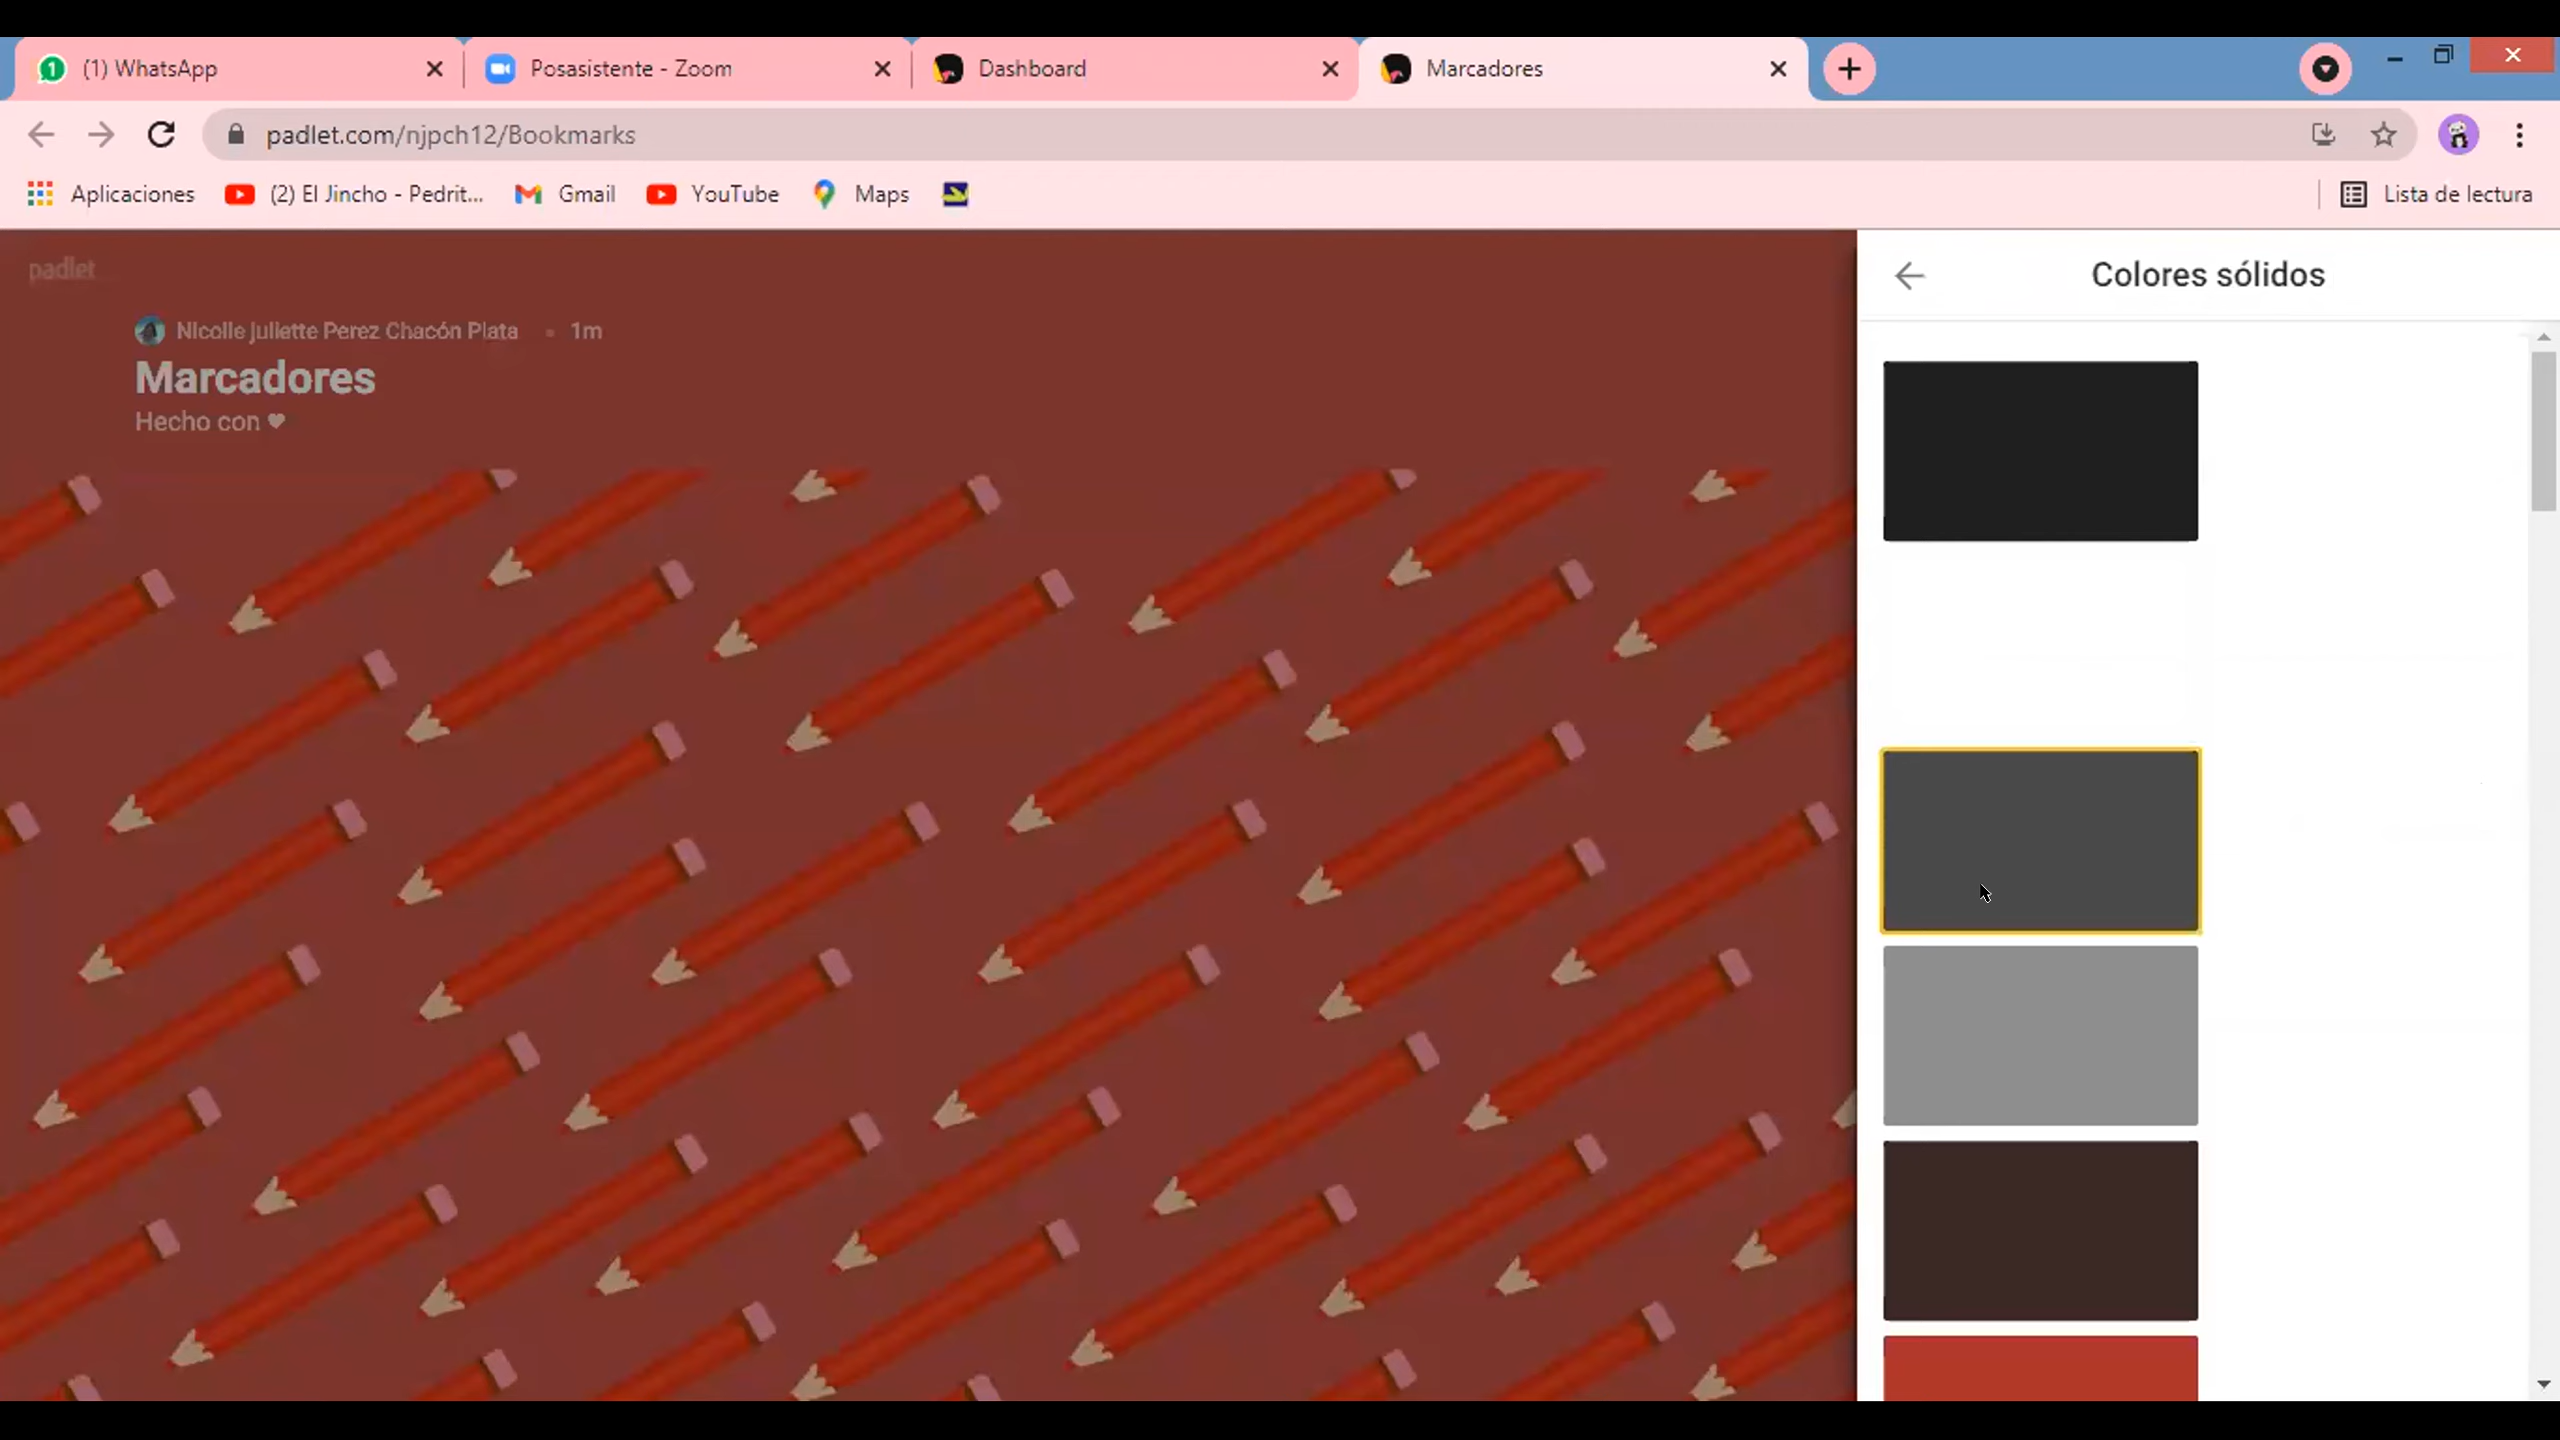 (1) WhatsApp
Posasistente - Zoom
Dashboard
Marcadores
padlet.com/njpch12/Bookmarks
Aplicaciones
(2) El Jincho - Pedrit...
Gmail
YouTube
Maps
Lista de lectura
padlet
Nicolle Juliette Perez Chacón Plata • 1m
Marcadores
Hecho con ♥
Colores sólidos